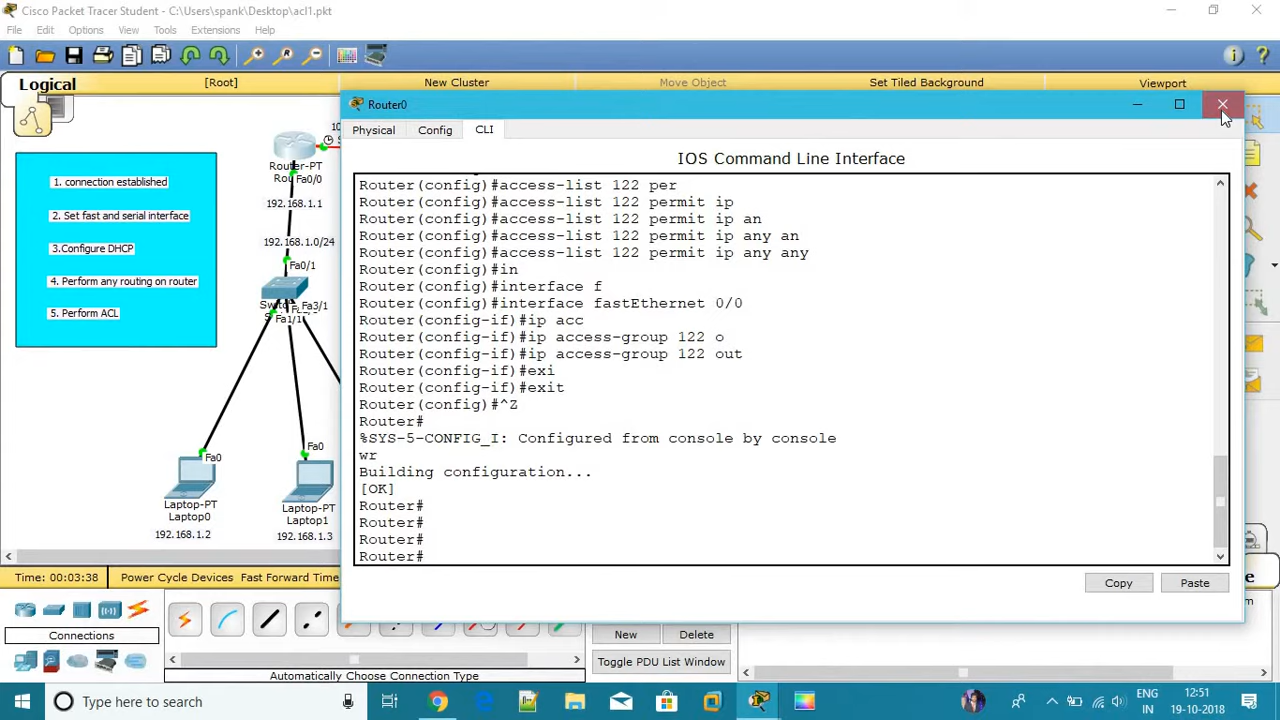 Cisco Packet Tracer Student - C:\Users\spank\Desktop\acl1.pkt
File Edit Options View Tools Extensions Help
Logical [Root] New Cluster Move Object Set Tiled Background Viewport
Router0
Physical Config CLI
IOS Command Line Interface
Router(config)#access-list 122 per
Router(config)#access-list 122 permit ip
Router(config)#access-list 122 permit ip an
Router(config)#access-list 122 permit ip any an
Router(config)#access-list 122 permit ip any any
Router(config)#in
Router(config)#interface f
Router(config)#interface fastEthernet 0/0
Router(config-if)#ip acc
Router(config-if)#ip access-group 122 o
Router(config-if)#ip access-group 122 out
Router(config-if)#exi
Router(config-if)#exit
Router(config)#^Z
Router#
%SYS-5-CONFIG_I: Configured from console by console
wr
Building configuration...
[OK]
Router#
Router#
Router#
Router#
Copy Paste
1. connection established
2. Set fast and serial interface
3.Configure DHCP
4. Perform any routing on router
5. Perform ACL
10
Router-PT
Rou Fa0/0
192.168.1.1
192.168.1.0/24
Fa0/1
Fa3/1
Fa1/1
Fa0
Fa0
Laptop-PT
Laptop0
192.168.1.2
Laptop-PT
Laptop1
192.168.1.3
Time: 00:03:38 Power Cycle Devices Fast Forward Time
Connections
Automatically Choose Connection Type
New Delete
Toggle PDU List Window
Type here to search
ENG
IN
12:51
19-10-2018